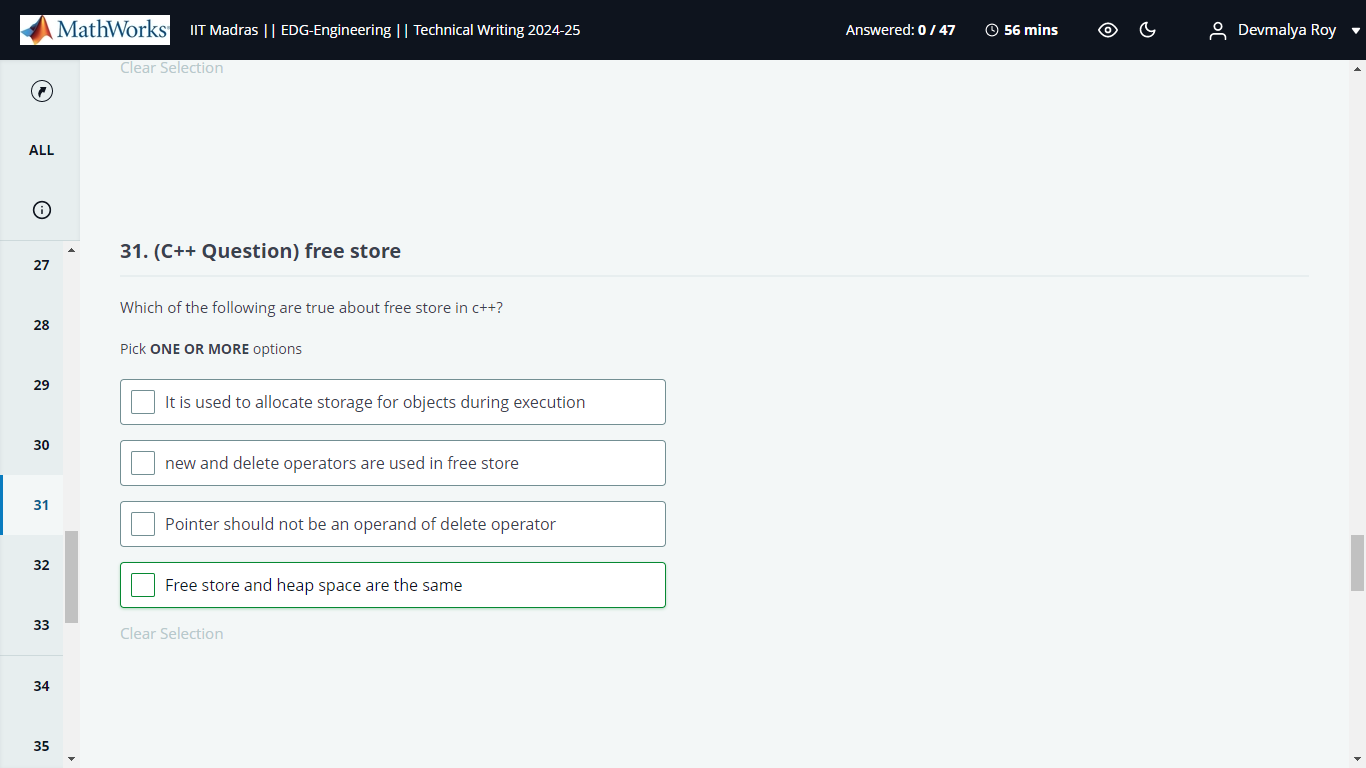 MathWorks
IIT Madras || EDG-Engineering || Technical Writing 2024-25
Answered: 0 / 47
56 mins
Devmalya Roy
Clear Selection
ALL
27
28
29
30
31
32
33
34
35
31. (C++ Question) free store
Which of the following are true about free store in c++?
Pick ONE OR MORE options
It is used to allocate storage for objects during execution
new and delete operators are used in free store
Pointer should not be an operand of delete operator
Free store and heap space are the same
Clear Selection